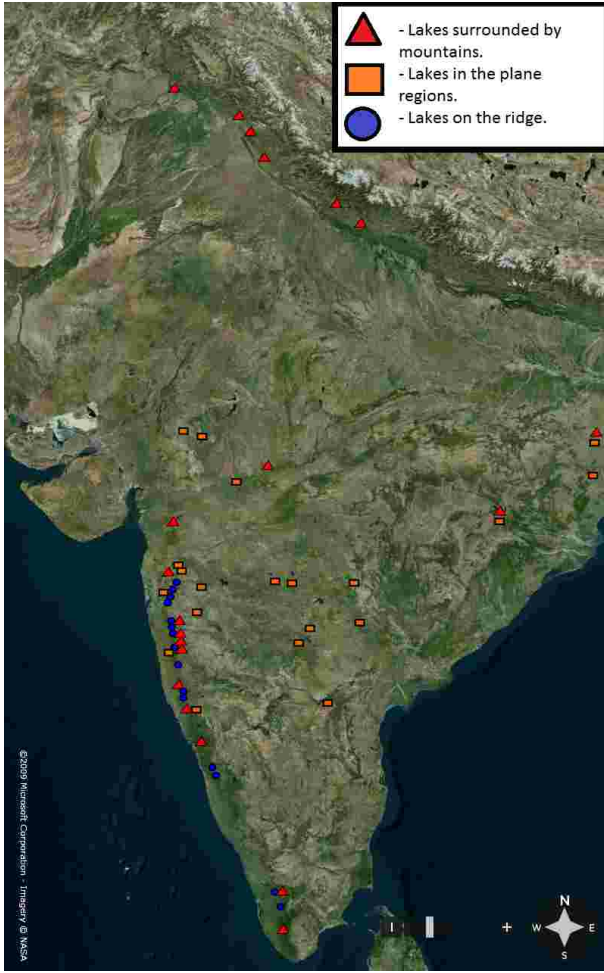 - Lakes surrounded by
mountains.
- Lakes in the plane
regions.
- Lakes on the ridge.
©2009 Microsoft Corporation - Imagery © NASA
N
W E
S